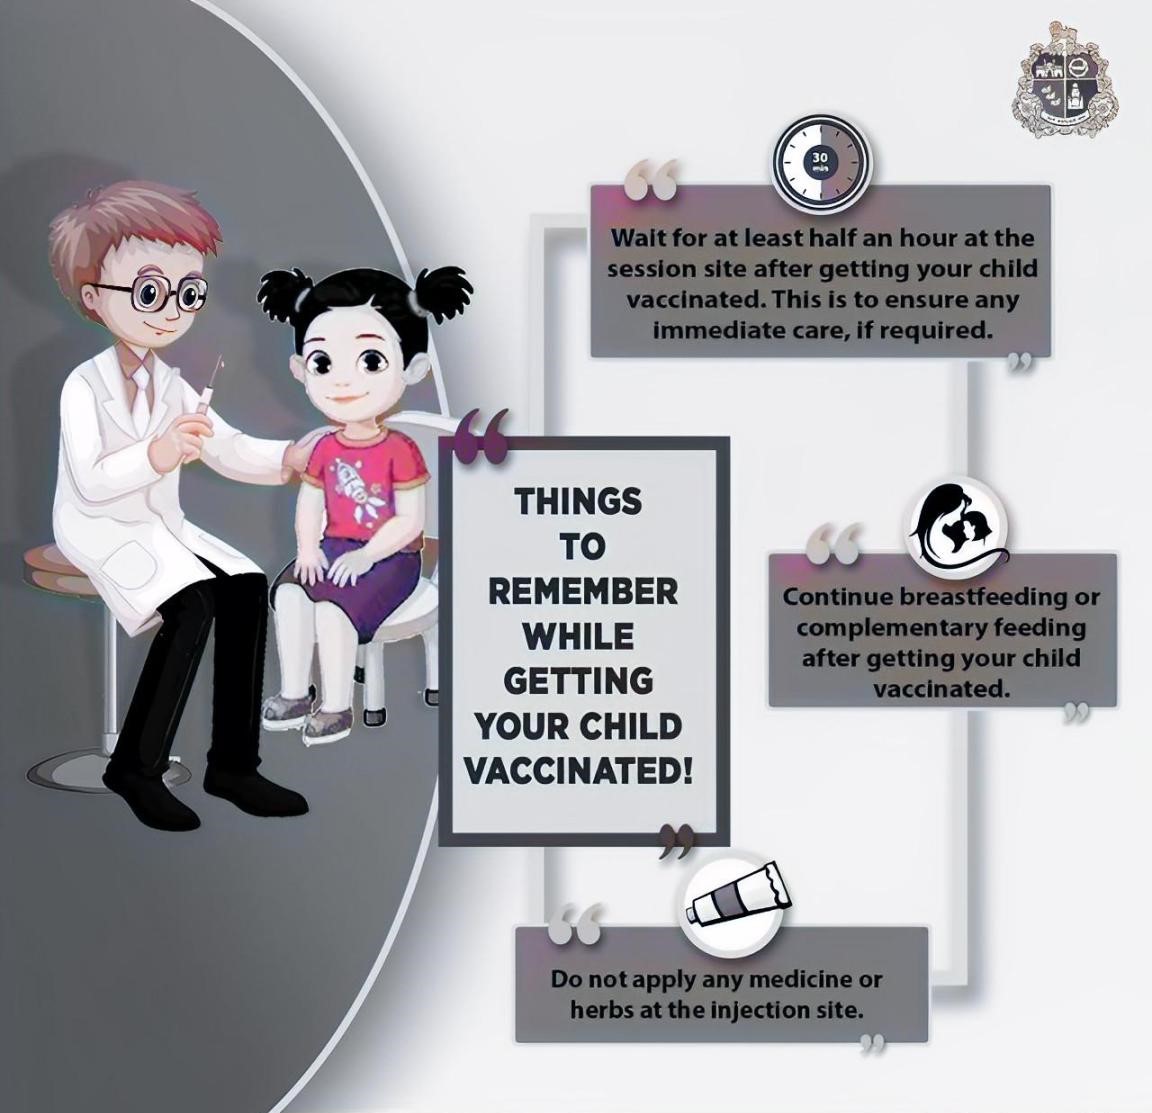 30
min
Wait for at least half an hour at the
session site after getting your child
vaccinated. This is to ensure any
immediate care, if required.
THINGS
TO
REMEMBER
WHILE
GETTING
YOUR CHILD
VACCINATED!
Continue breastfeeding or
complementary feeding
after getting your child
vaccinated.
Do not apply any medicine or
herbs at the injection site.